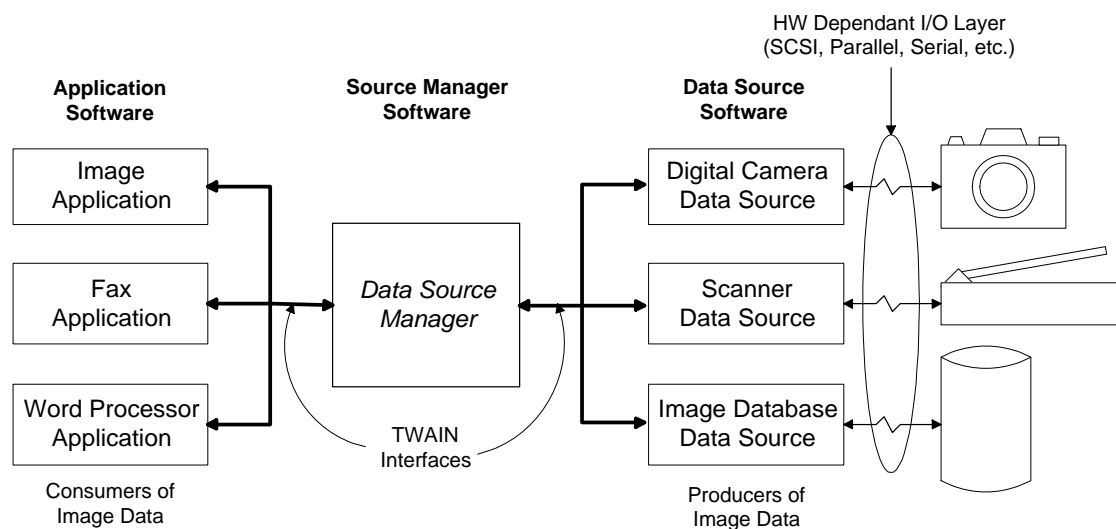 HW Dependant I/O Layer
(SCSI, Parallel, Serial, etc.)
Application
Software
Source Manager
Software
Data Source
Software
Image
Application
Fax
Application
Word Processor
Application
Consumers of
Image Data
Data Source
Manager
TWAIN
Interfaces
Digital Camera
Data Source
Scanner
Data Source
Image Database
Data Source
Producers of
Image Data